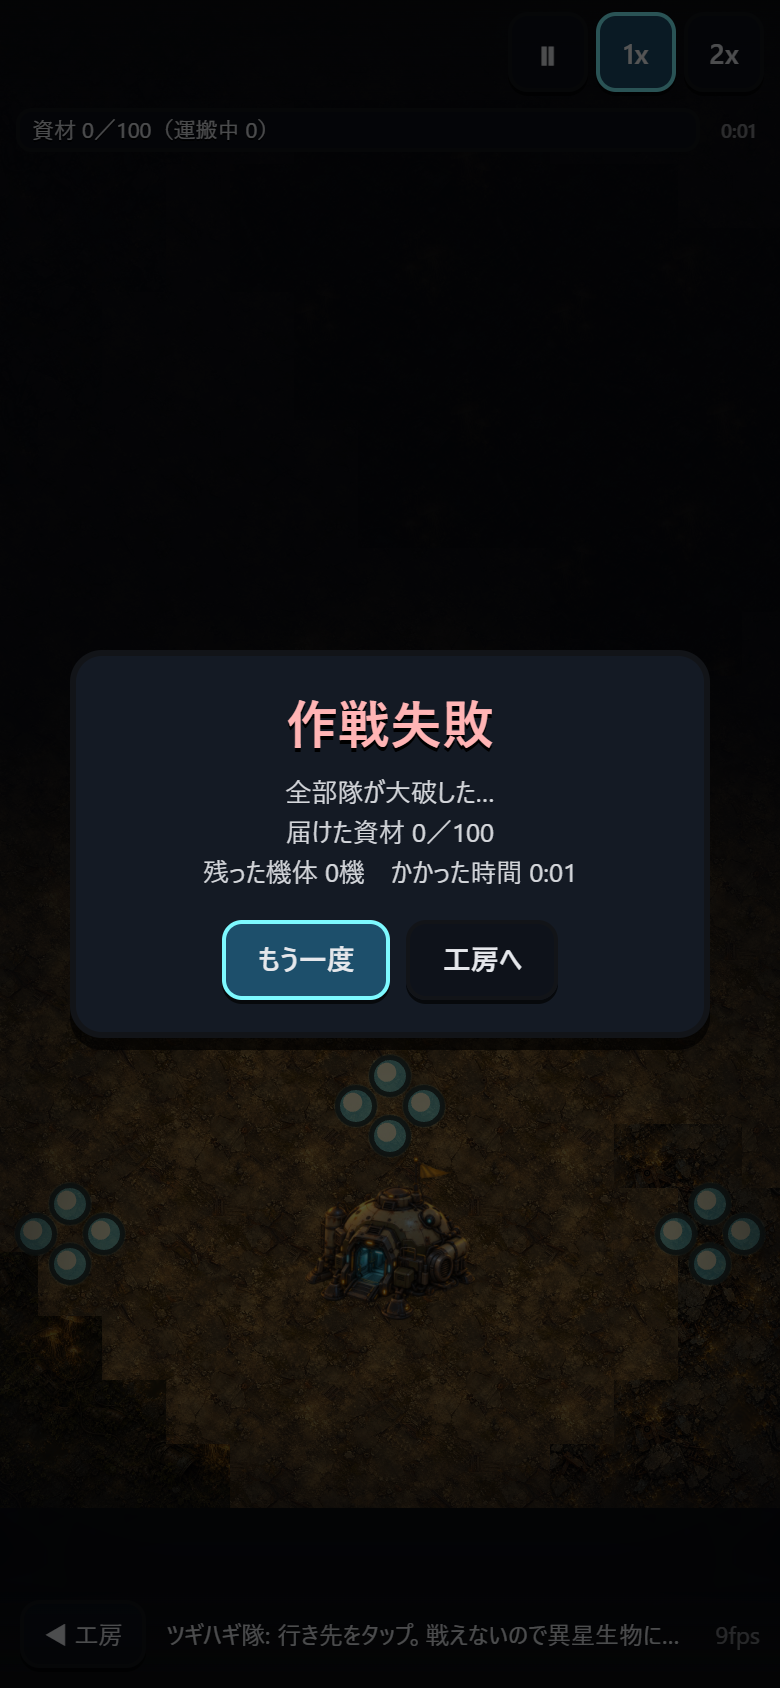 1x
2x
資材 0／100（運搬中 0）
0:01
作戦失敗
全部隊が大破した…
届けた資材 0／100
残った機体 0機　かかった時間 0:01
もう一度
工房へ
◀ 工房
ツギハギ隊: 行き先をタップ。戦えないので異星生物に…
9fps